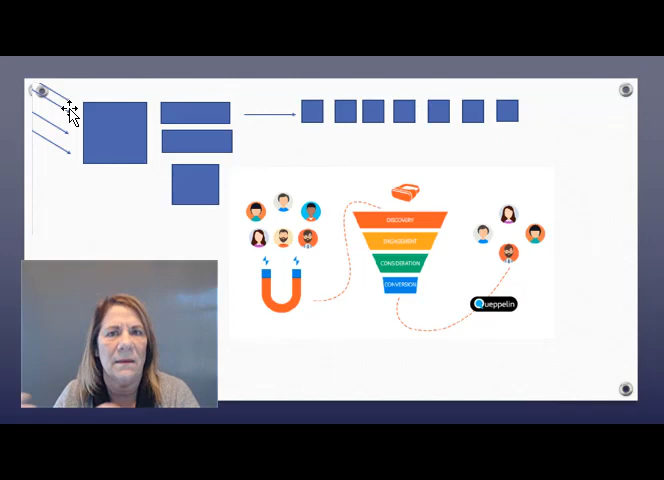 DISCOVERY
ENGAGEMENT
CONSIDERATION
CONVERSION
Queppelin